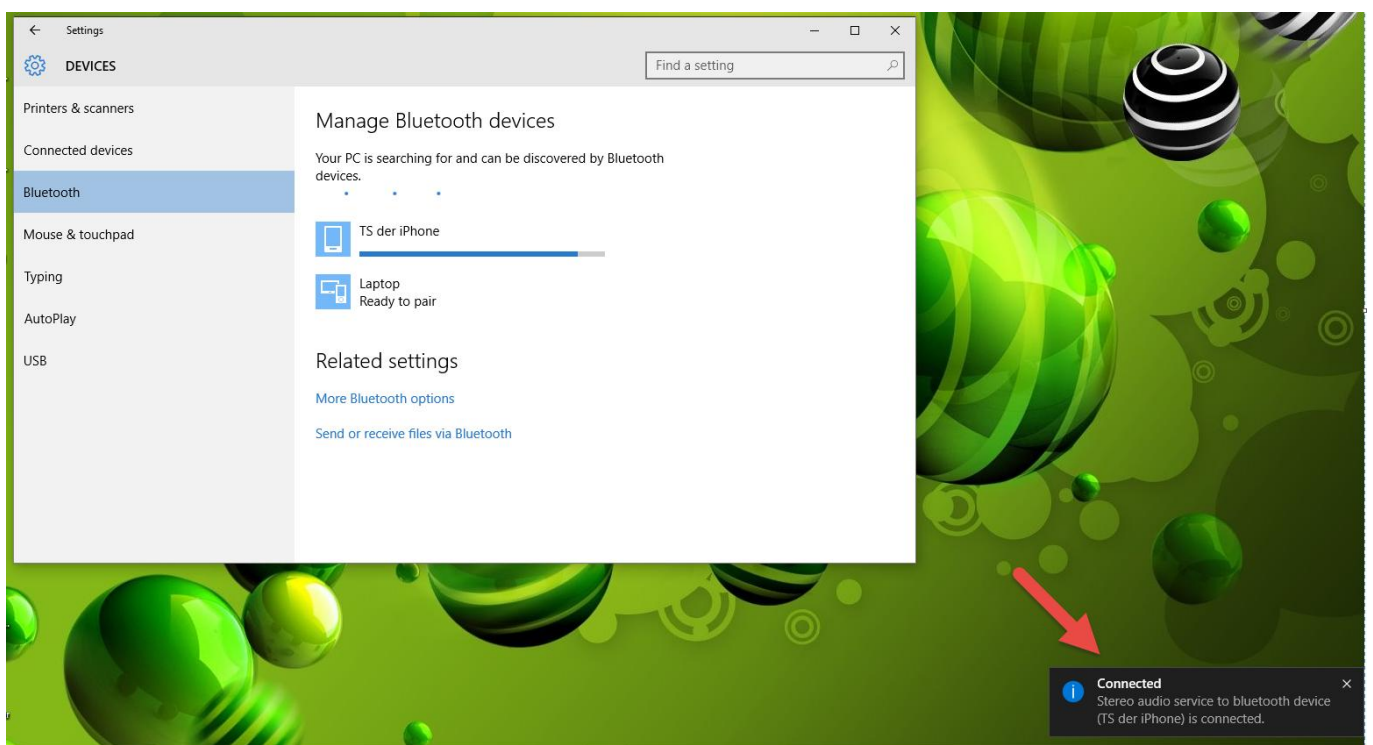 Settings
DEVICES
Find a setting
Printers & scanners
Connected devices
Bluetooth
Mouse & touchpad
Typing
AutoPlay
USB
Manage Bluetooth devices
Your PC is searching for and can be discovered by Bluetooth
devices.
TS der iPhone
Laptop
Ready to pair
Related settings
More Bluetooth options
Send or receive files via Bluetooth
Connected
Stereo audio service to bluetooth device
(TS der iPhone) is connected.